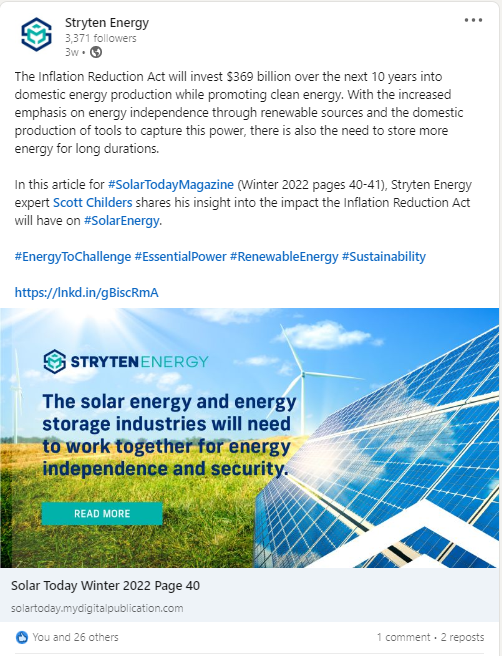 Stryten Energy
3,371 followers
3w •
The Inflation Reduction Act will invest $369 billion over the next 10 years into
domestic energy production while promoting clean energy. With the increased
emphasis on energy independence through renewable sources and the domestic
production of tools to capture this power, there is also the need to store more
energy for long durations.
In this article for #SolarTodayMagazine (Winter 2022 pages 40-41), Stryten Energy
expert Scott Childers shares his insight into the impact the Inflation Reduction Act
will have on #SolarEnergy.
#EnergyToChallenge #EssentialPower #RenewableEnergy #Sustainability
https://lnkd.in/gBiscRmA
STRYTEN ENERGY
The solar energy and energy
storage industries will need
to work together for energy
independence and security.
READ MORE
Solar Today Winter 2022 Page 40
solartoday.mydigitalpublication.com
You and 26 others
1 comment • 2 reposts